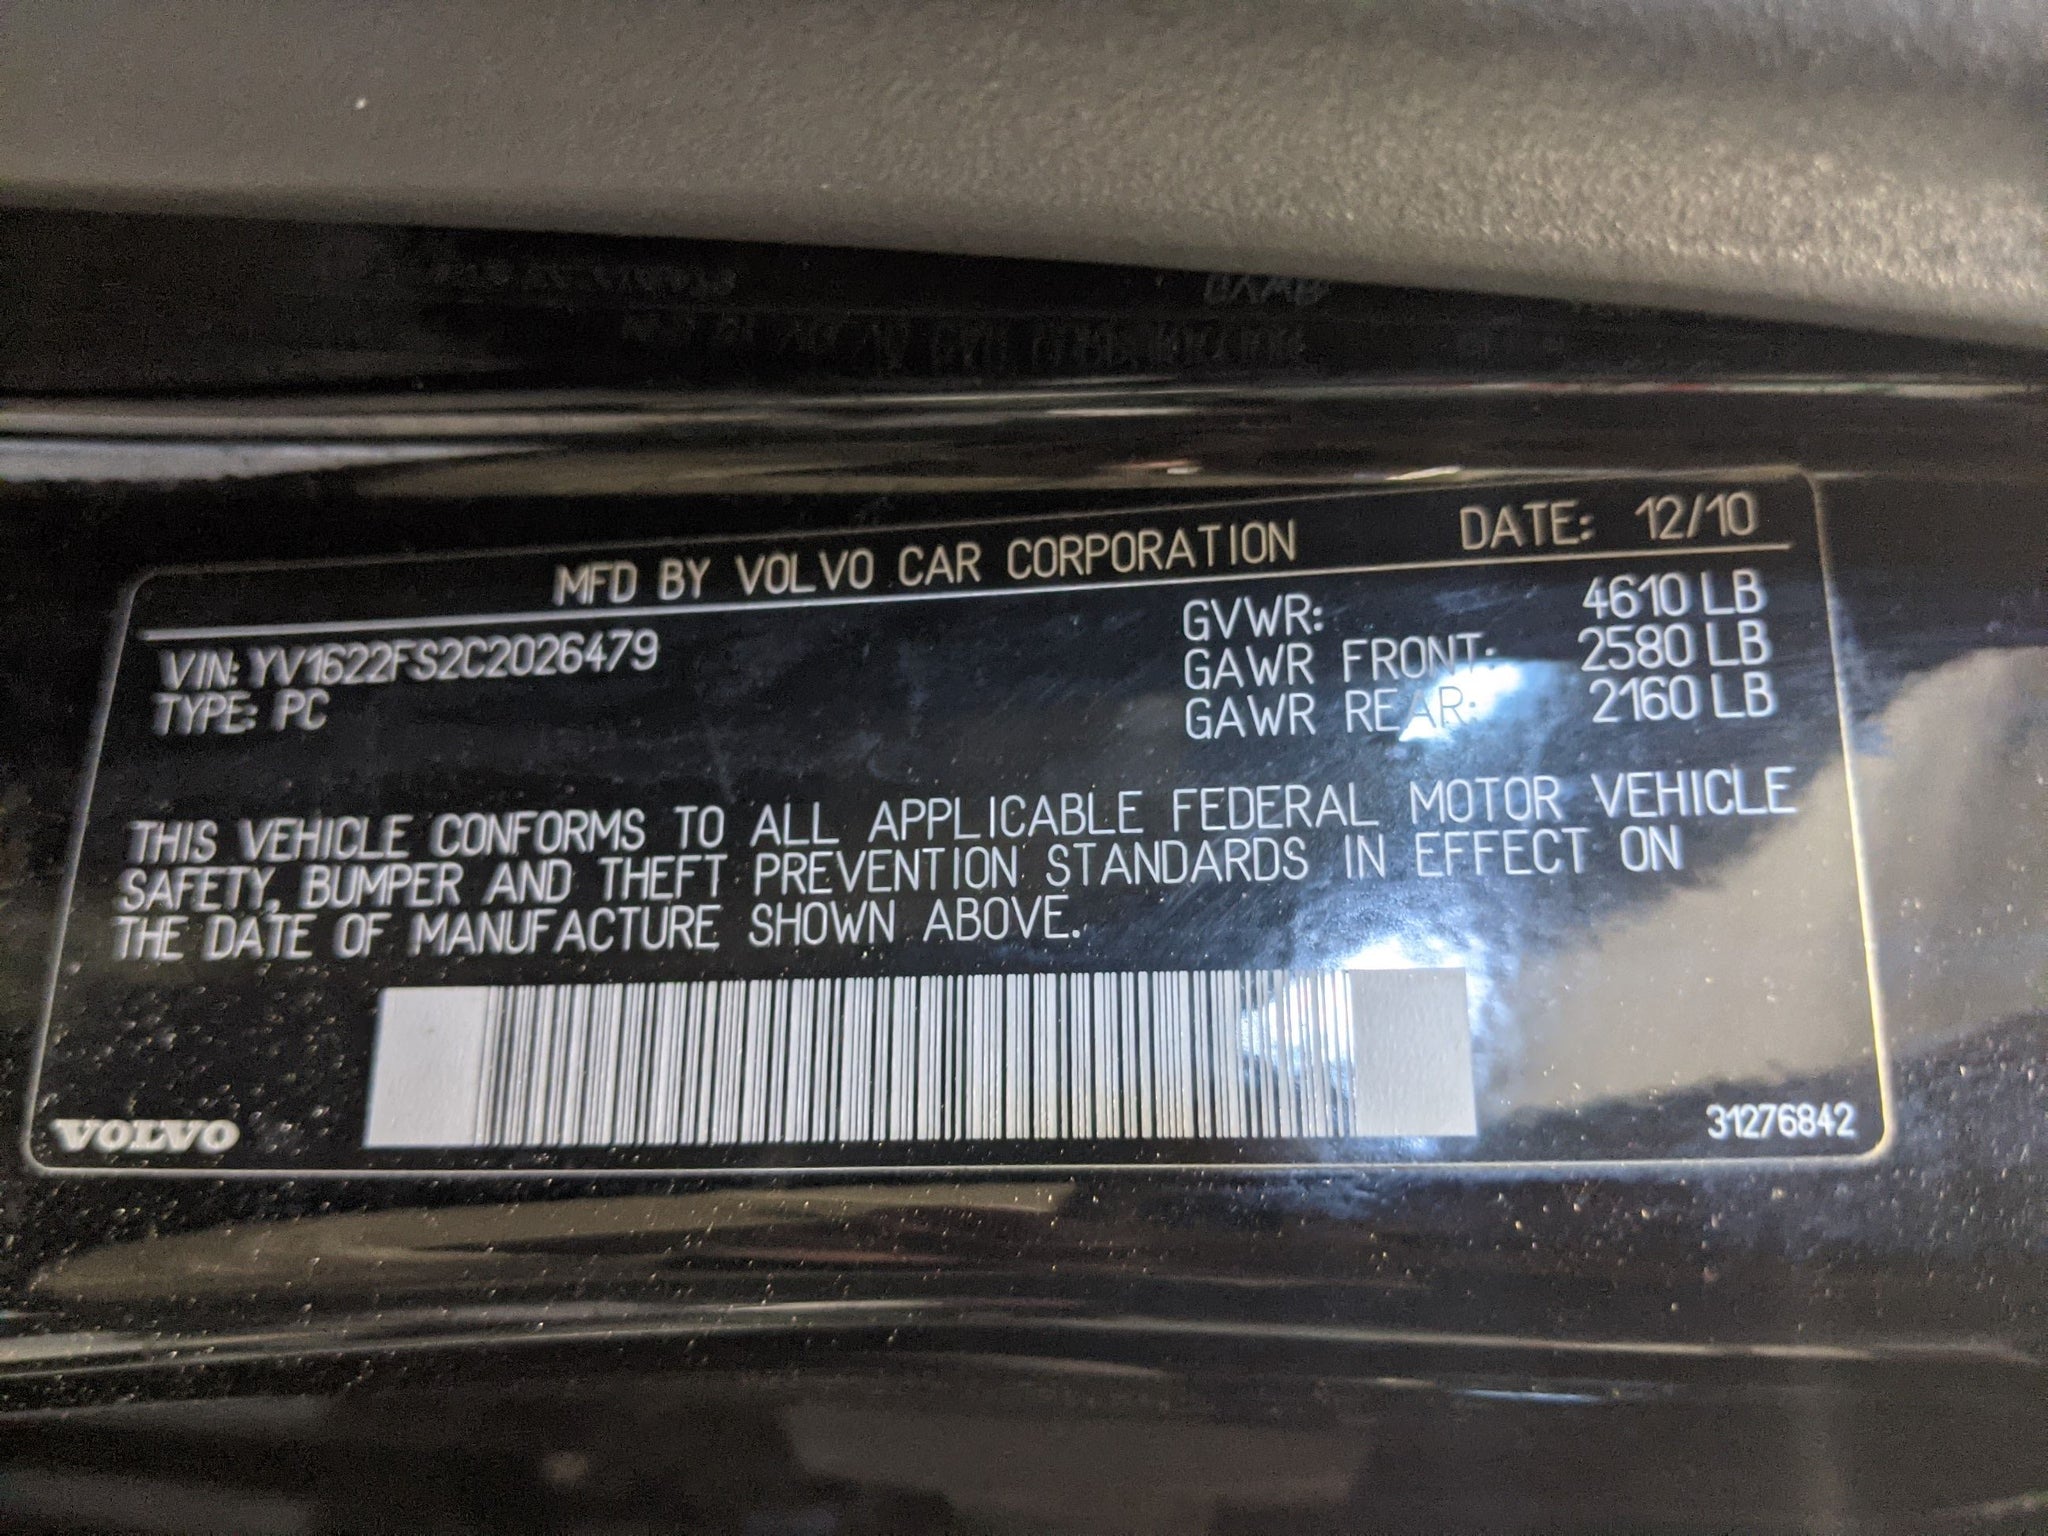 MFD BY VOLVO CAR CORPORATION DATE: 12/10
VIN: YV1622FS2C2026479
TYPE: PC
GVWR: 4610 LB
GAWR FRONT: 2580 LB
GAWR REAR: 2160 LB
THIS VEHICLE CONFORMS TO ALL APPLICABLE FEDERAL MOTOR VEHICLE
SAFETY, BUMPER AND THEFT PREVENTION STANDARDS IN EFFECT ON
THE DATE OF MANUFACTURE SHOWN ABOVE.
VOLVO
31276842